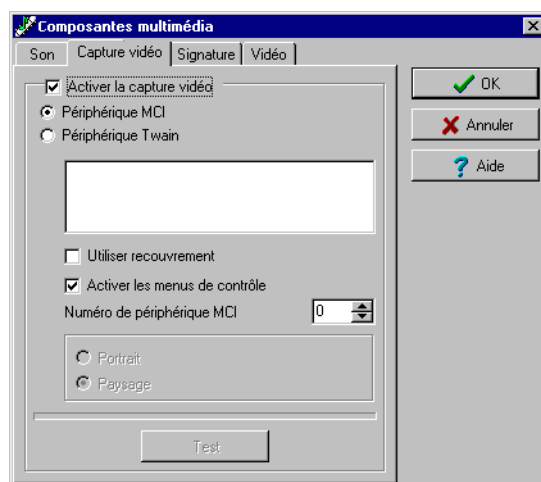 Composantes multimédia
Son Capture vidéo Signature Vidéo
Activer la capture vidéo
Périphérique MCI
Périphérique Twain
Utiliser recouvrement
Activer les menus de contrôle
Numéro de périphérique MCI 0
Portrait
Paysage
Test
OK
Annuler
? Aide